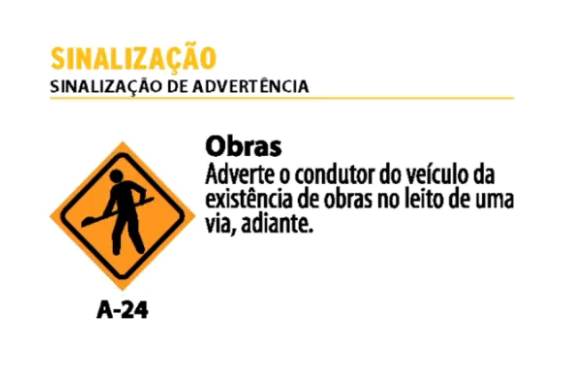 SINALIZAÇÃO
SINALIZAÇÃO DE ADVERTÊNCIA
Obras
Adverte o condutor do veículo da
existência de obras no leito de uma
via, adiante.
A-24